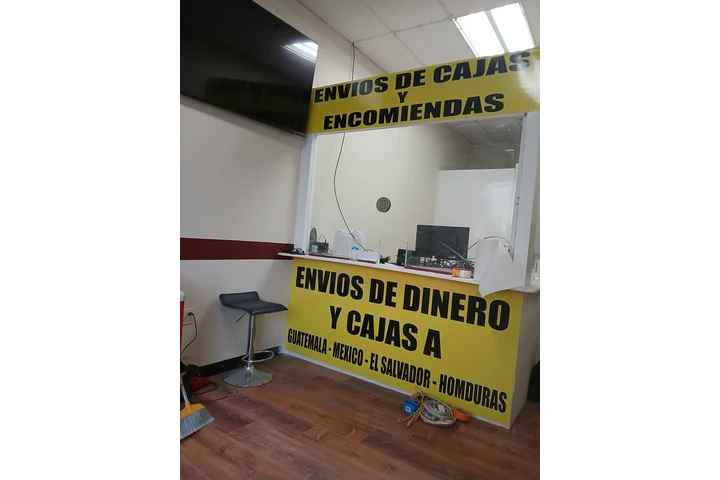 ENVIOS DE CAJAS
Y
ENCOMIENDAS
ENVIOS DE DINERO
Y CAJAS A
GUATEMALA - MEXICO - EL SALVADOR - HOMDURAS